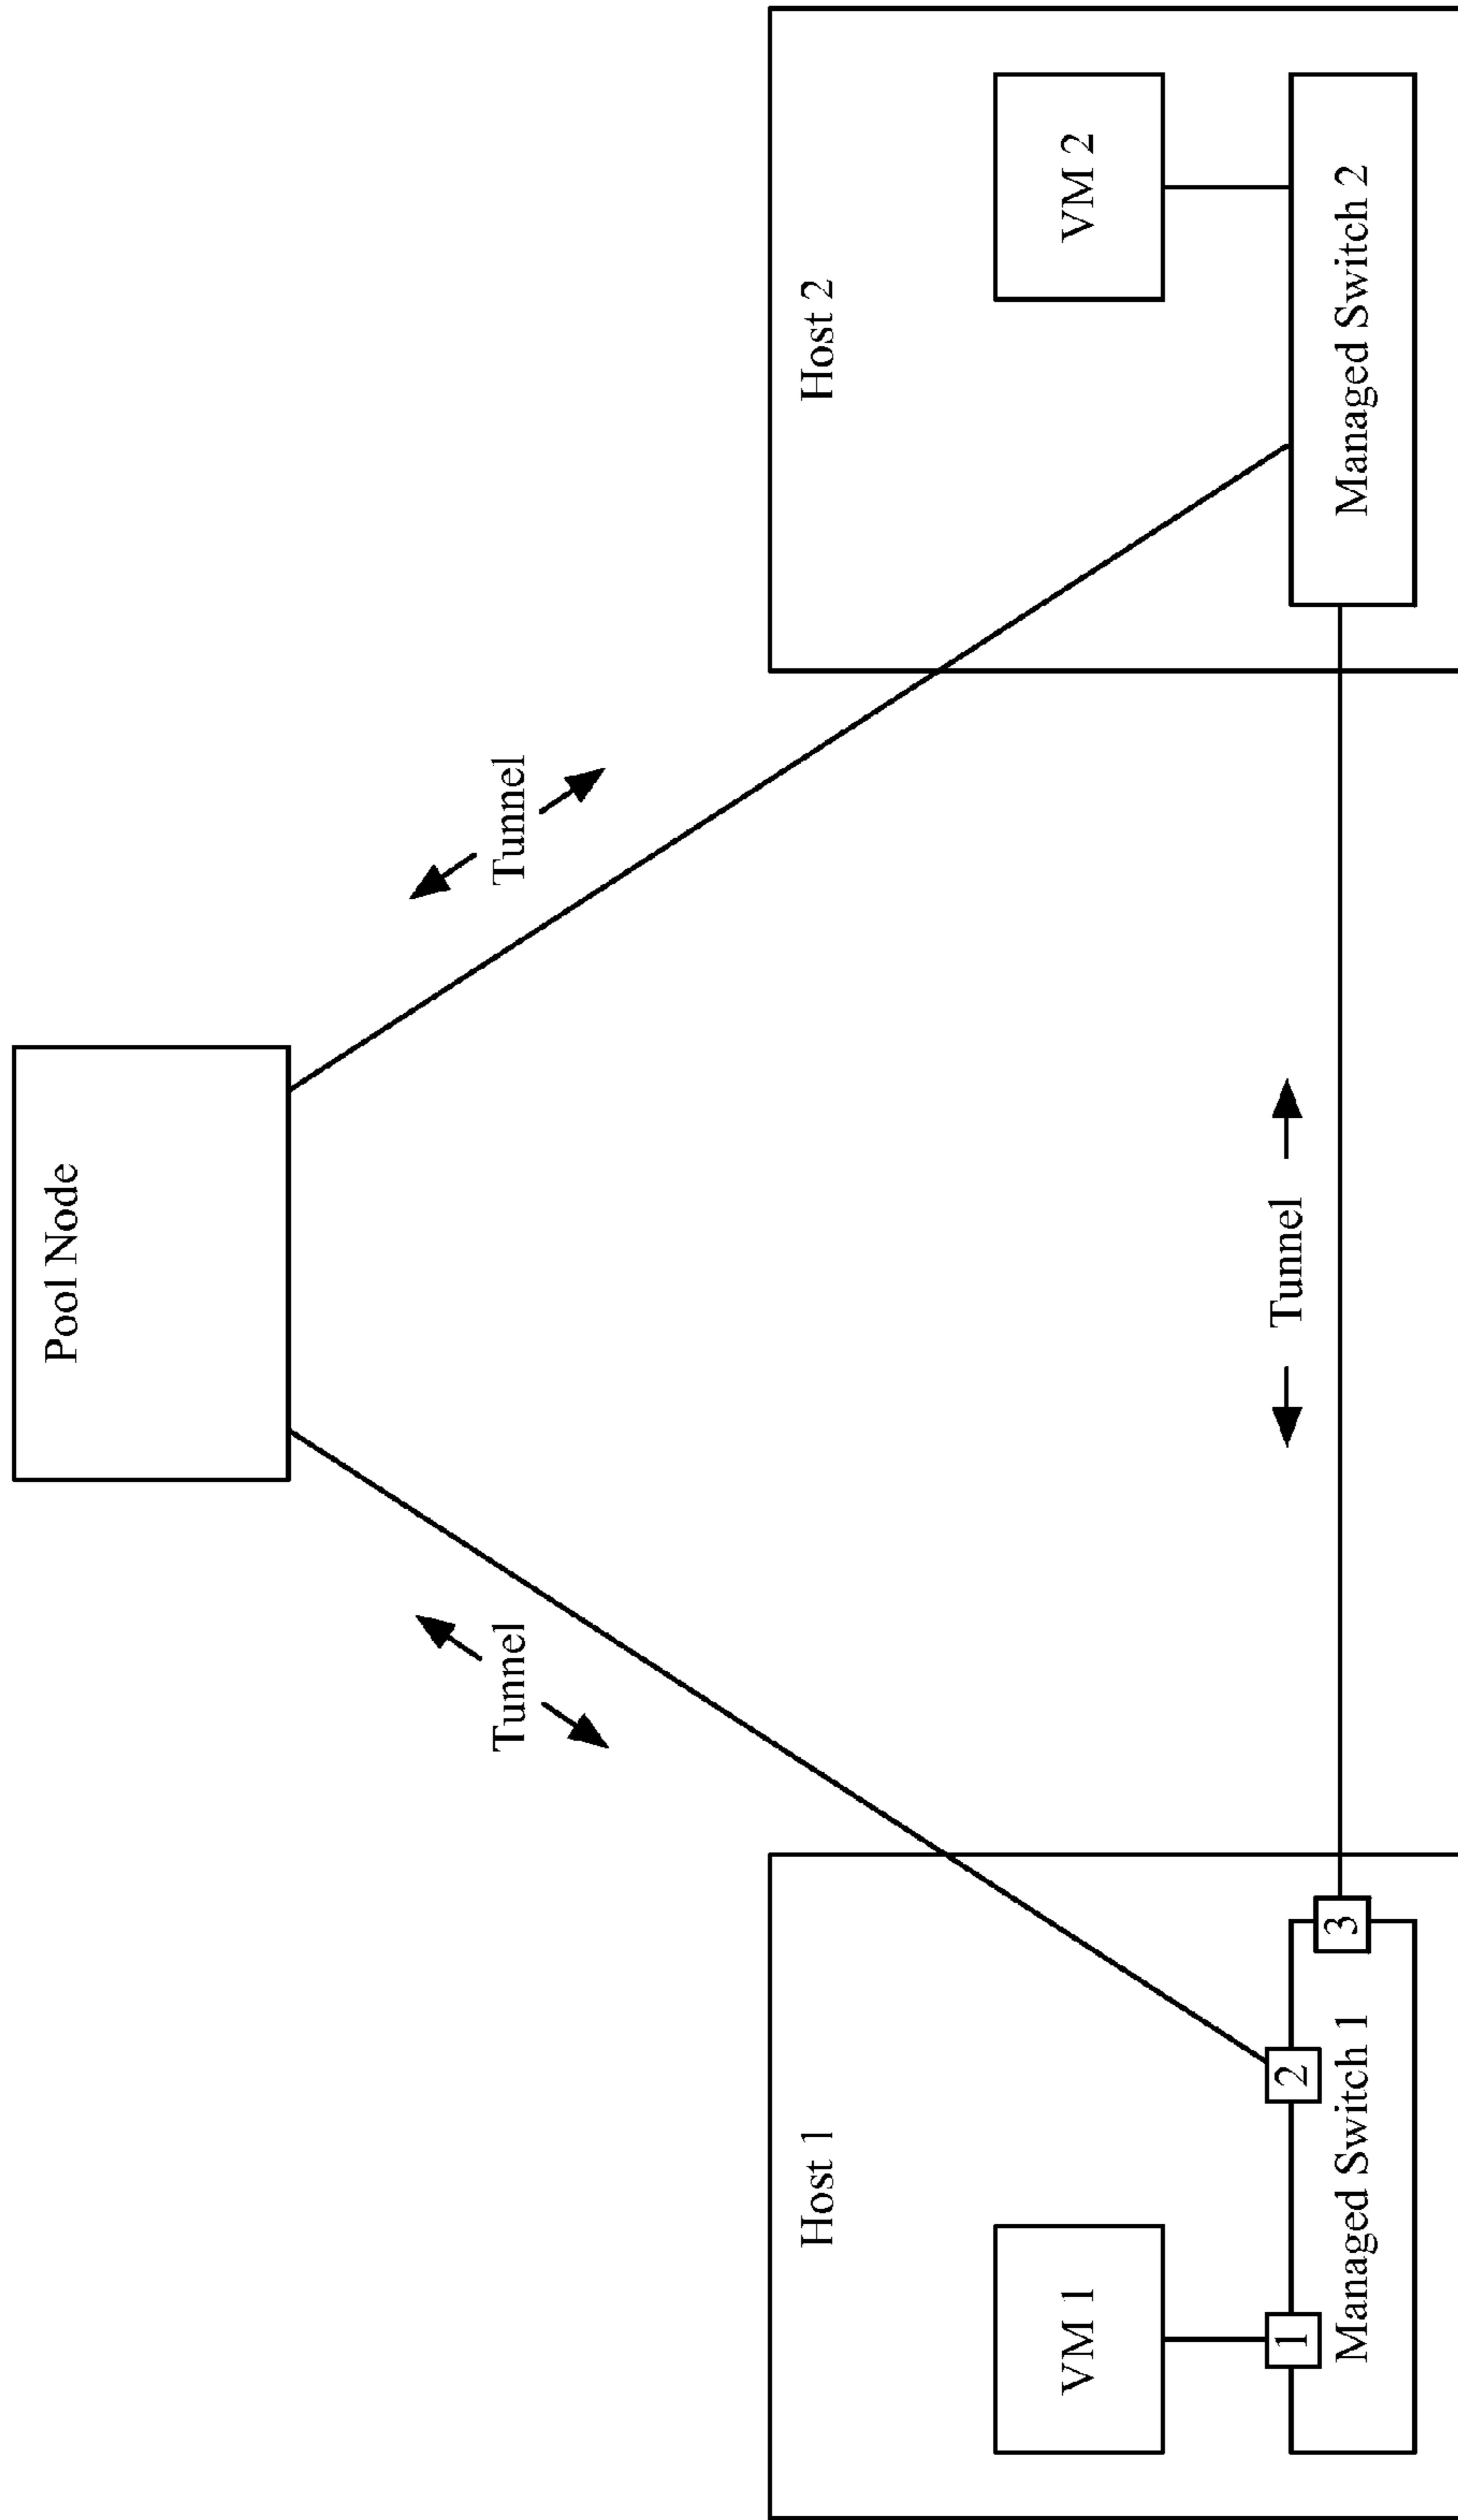 Pool Node
Tunnel
Tunnel
Host 1
Host 2
VM 1
VM 2
Tunnel
1
2
3
Managed Switch 1
Managed Switch 2